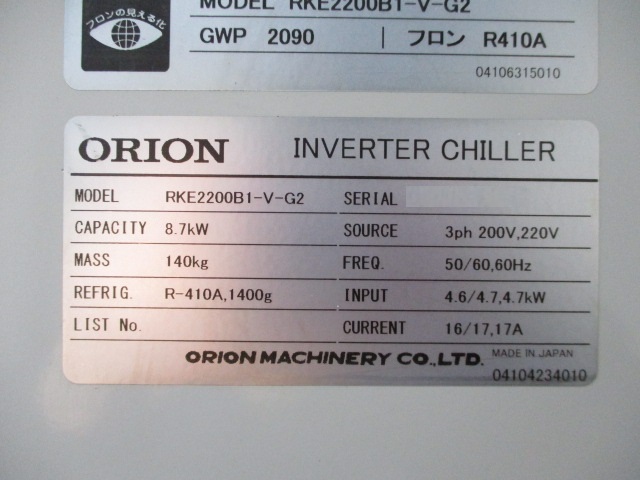 フロンの見える化
MODEL RKE2200B1-V-G2
GWP 2090 | フロン R410A
04106315010
ORION INVERTER CHILLER
MODEL RKE2200B1-V-G2 SERIAL
CAPACITY 8.7kW SOURCE 3ph 200V,220V
MASS 140kg FREQ. 50/60,60Hz
REFRIG. R-410A,1400g INPUT 4.6/4.7,4.7kW
LIST No. CURRENT 16/17,17A
ORION MACHINERY CO.,LTD. MADE IN JAPAN
04104234010